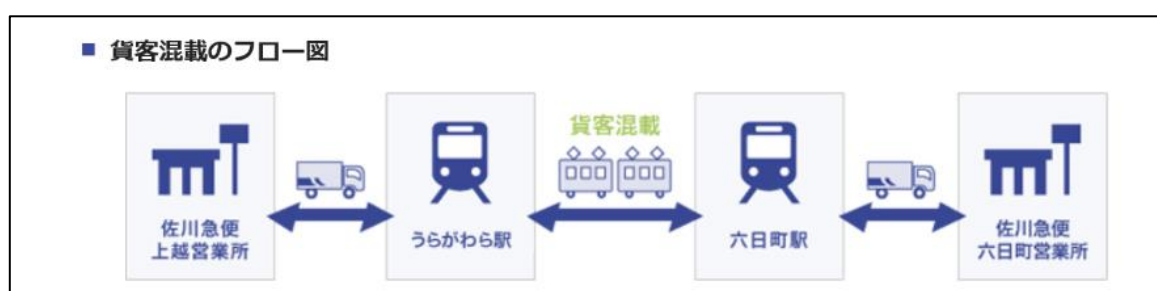 ■ 貨客混載のフロー図
貨客混載
佐川急便
上越営業所
うらがわら駅
六日町駅
佐川急便
六日町営業所